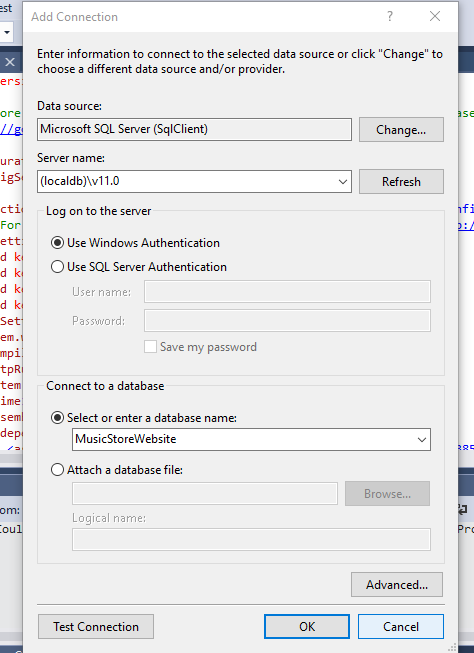 Add Connection
Enter information to connect to the selected data source or click "Change" to
choose a different data source and/or provider.
Data source:
Microsoft SQL Server (SqlClient)
Change...
Server name:
(localdb)\v11.0
Refresh
Log on to the server
Use Windows Authentication
Use SQL Server Authentication
User name:
Password:
Save my password
Connect to a database
Select or enter a database name:
MusicStoreWebsite
Attach a database file:
Browse...
Logical name:
Advanced...
Test Connection
OK
Cancel